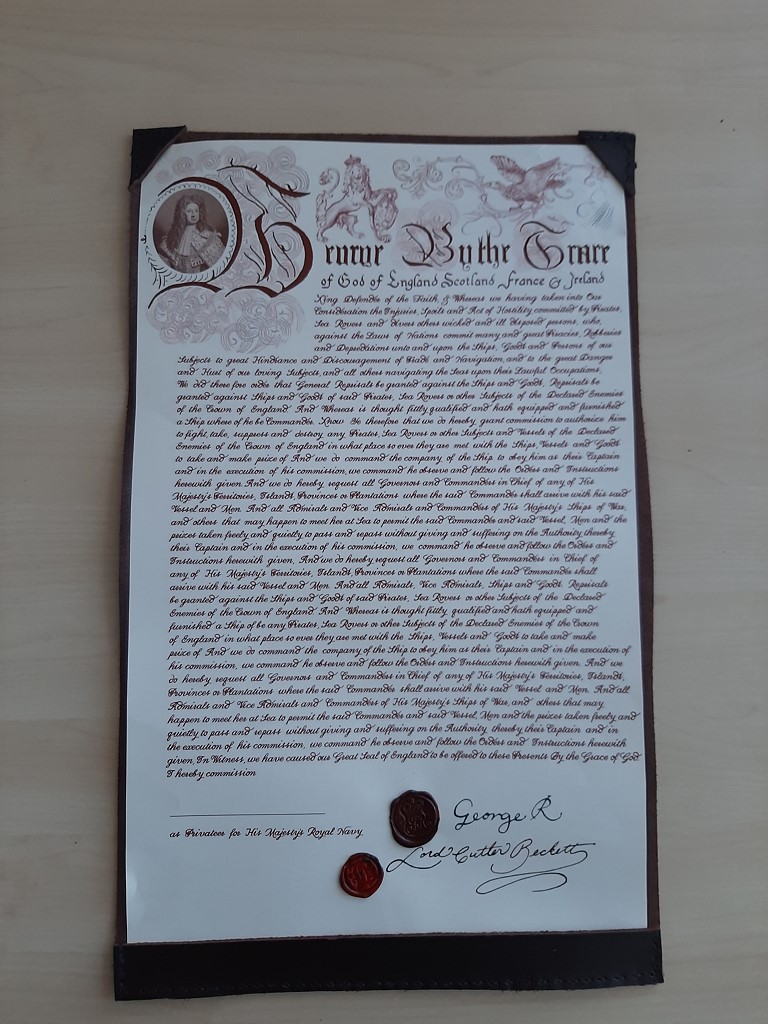 George By the Grace
of God of England Scotland France & Ireland
King Defender of the Faith, & Whereas we having taken into Our
Consideration the Injuries, Spoils and Act of Hostility committed by Pirates,
Sea Rovers and divers others wicked and ill disposed persons, who,
against the Laws of Nations commit many and great Piracies, Robberies
and Depredations unto and upon the Ships, Goods and Persons of our
Subjects to great Hindrance and Discouragement of Trade and Navigation, and to the great Danger
and Hurt of our loving Subjects, and all others navigating the Seas upon their Lawful Occupations,
We did there fore order that General Reprisals be granted against the Ships and Goods, Reprisals be
granted against Ships and Goods of said Pirates, Sea Rovers or other Subjects of the Declared Enemies
of the Crown of England And Whereas is thought fitly qualified and hath equipped and furnished
a Ship where of he be Commander. Know Ye therefore that we do hereby grant commission to authorize him
to fight, take, suppress and destroy any Pirates, Sea Rovers or other Subjects and Vessels of the Declared
Enemies of the Crown of England in what place so ever they are met with the Ships, Vessels and Goods
to take and make prize of And we do command the company of the Ship to obey him as their Captain
and in the execution of his commission, we command he observe and follow the Orders and Instructions
herewith given. And we do hereby request all Governors and Commanders in Chief of any of His
Majesty's Territories, Islands, Provinces or Plantations where the said Commander shall arrive with his said
Vessel and Men. And all Admirals and Vice Admirals and Commanders of His Majesty's Ships of War,
and others that may happen to meet her at Sea to permit the said Commander and said Vessel, Men and the
prizes taken freely and quietly to pass and repass without giving and suffering on the Authority thereby
their Captain and in the execution of his commission, we command he observe and follow the Orders and
Instructions herewith given, And we do hereby request all Governors and Commanders in Chief of
any of His Majesty's Territories, Islands, Provinces or Plantations where the said Commander shall
arrive with his said Vessel and Men. And all Admirals, Vice Admirals, Ships and Goods Reprisals
be granted against the Ships and Goods of said Pirates, Sea Rovers or other Subjects of the Declared
Enemies of the Crown of England And Whereas is thought fitly qualified and hath equipped and
furnished a Ship of be any Pirates, Sea Rovers or other Subjects of the Declared Enemies of the Crown
of England in what place so ever they are met with the Ships, Vessels and Goods to take and make
prize of And we do command the company of the Ship to obey him as their Captain and in the execution of
his commission, we command he observe and follow the Orders and Instructions herewith given. And we
do hereby request all Governors and Commanders in Chief of any of His Majesty's Territories, Islands,
Provinces or Plantations where the said Commander shall arrive with his said Vessel and Men. And all
Admirals and Vice Admirals and Commanders of His Majesty's Ships of War, and others that may
happen to meet her at Sea to permit the said Commander and said Vessel, Men and the prizes taken freely and
quietly to pass and repass without giving and suffering on the Authority thereby their Captain and in
the execution of his commission, we command he observe and follow the Orders and Instructions herewith
given, In Witness, we have caused our Great Seal of England to be offered to these Presents By the Grace of God
I hereby commission
as Privateer for His Majesty's Royal Navy.
George R
Lord Cutler Beckett